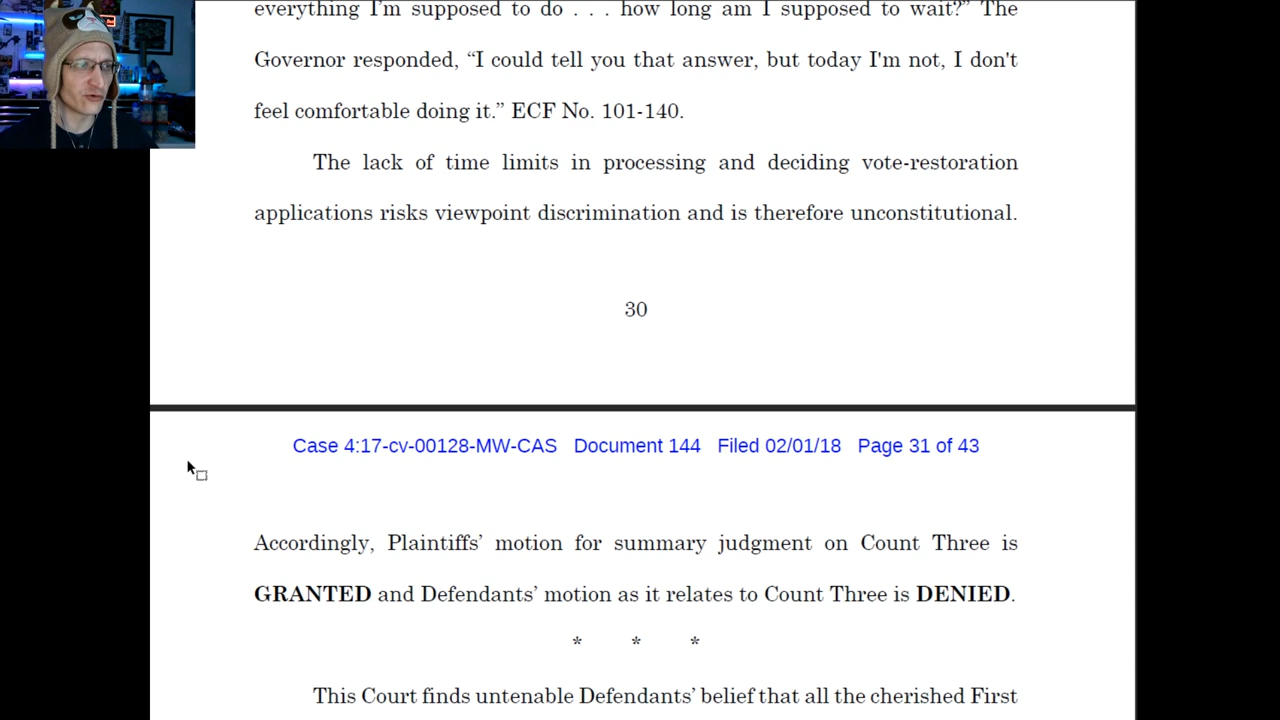 everything I'm supposed to do . . . how long am I supposed to wait?” The
Governor responded, “I could tell you that answer, but today I'm not, I don't
feel comfortable doing it.” ECF No. 101-140.
The lack of time limits in processing and deciding vote-restoration
applications risks viewpoint discrimination and is therefore unconstitutional.
30
Case 4:17-cv-00128-MW-CAS Document 144 Filed 02/01/18 Page 31 of 43
Accordingly, Plaintiffs’ motion for summary judgment on Count Three is
GRANTED and Defendants’ motion as it relates to Count Three is DENIED.
* * *
This Court finds untenable Defendants’ belief that all the cherished First